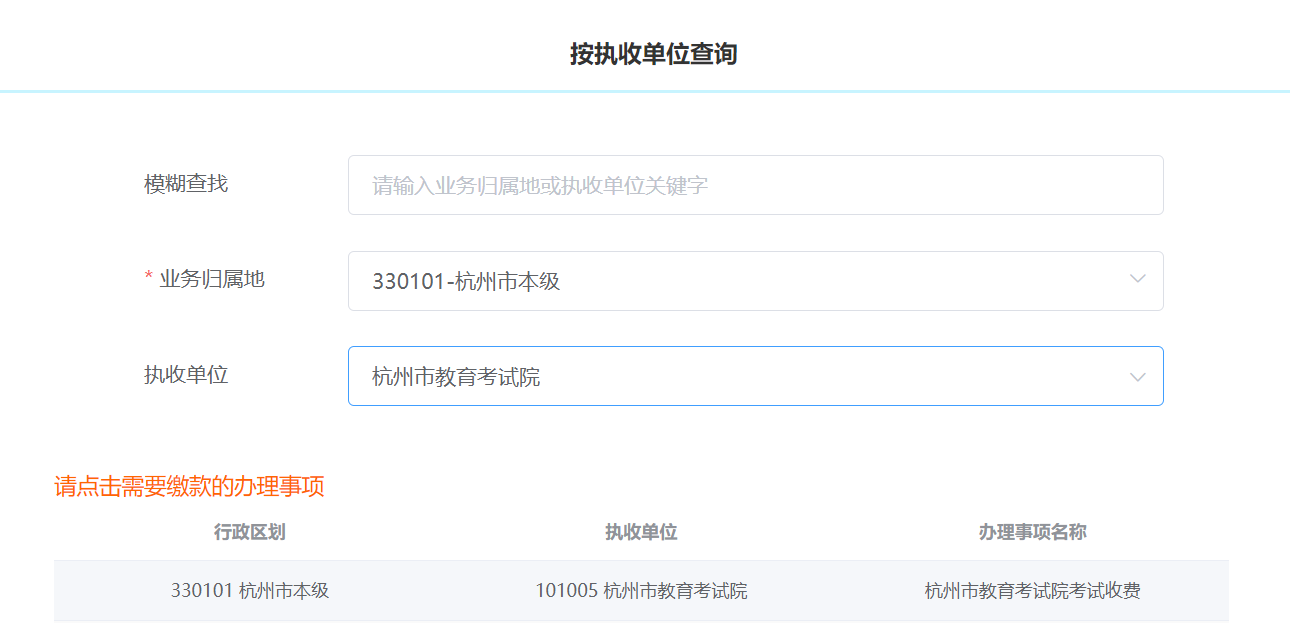 按执收单位查询
模糊查找
请输入业务归属地或执收单位关键字
* 业务归属地
330101-杭州市本级
执收单位
杭州市教育考试院
请点击需要缴款的办理事项
行政区划 执收单位 办理事项名称
330101 杭州市本级 101005 杭州市教育考试院 杭州市教育考试院考试收费